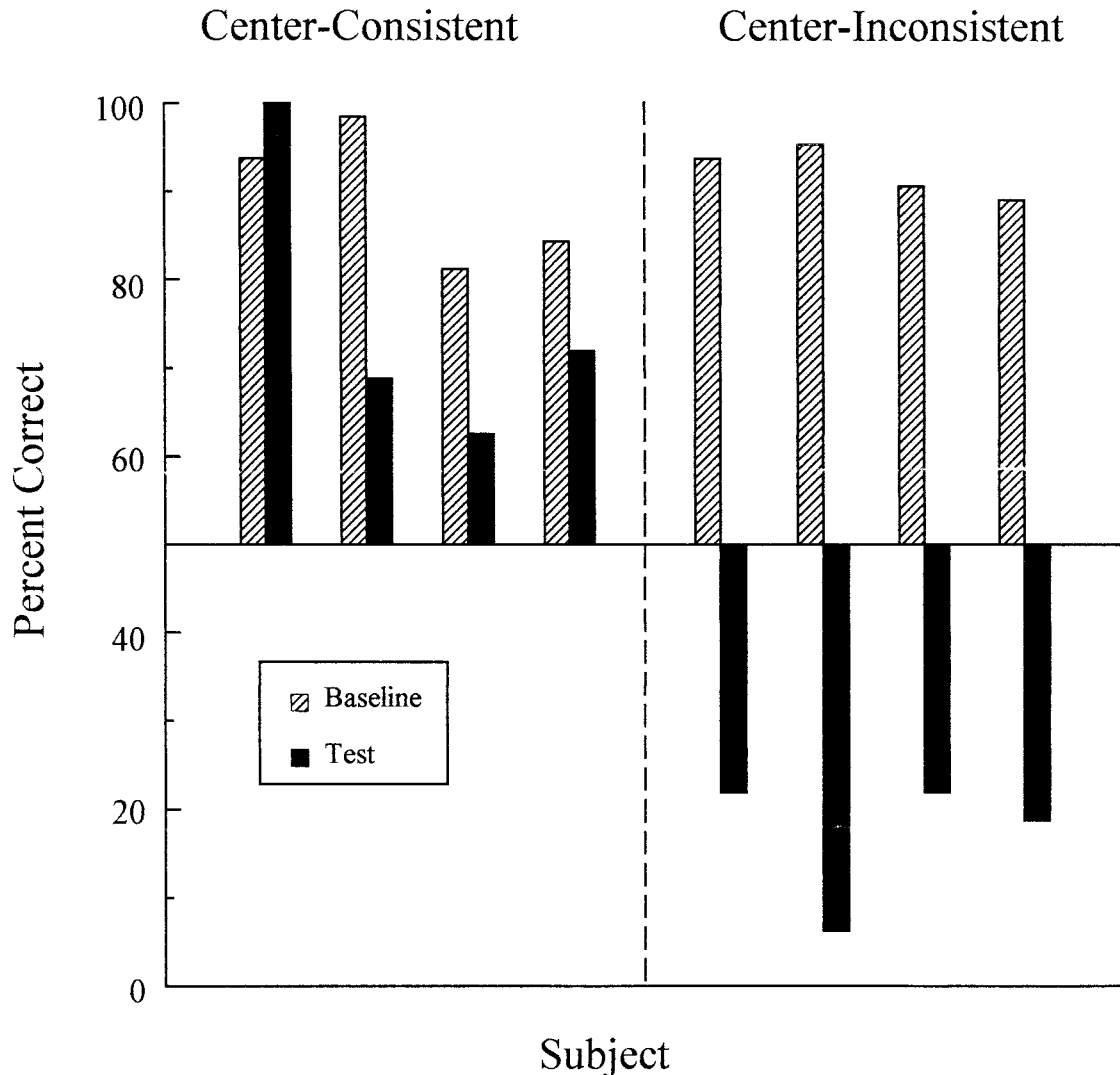 Center-Consistent
Center-Inconsistent
100
80
60
40
20
0
Percent Correct
Baseline
Test
Subject